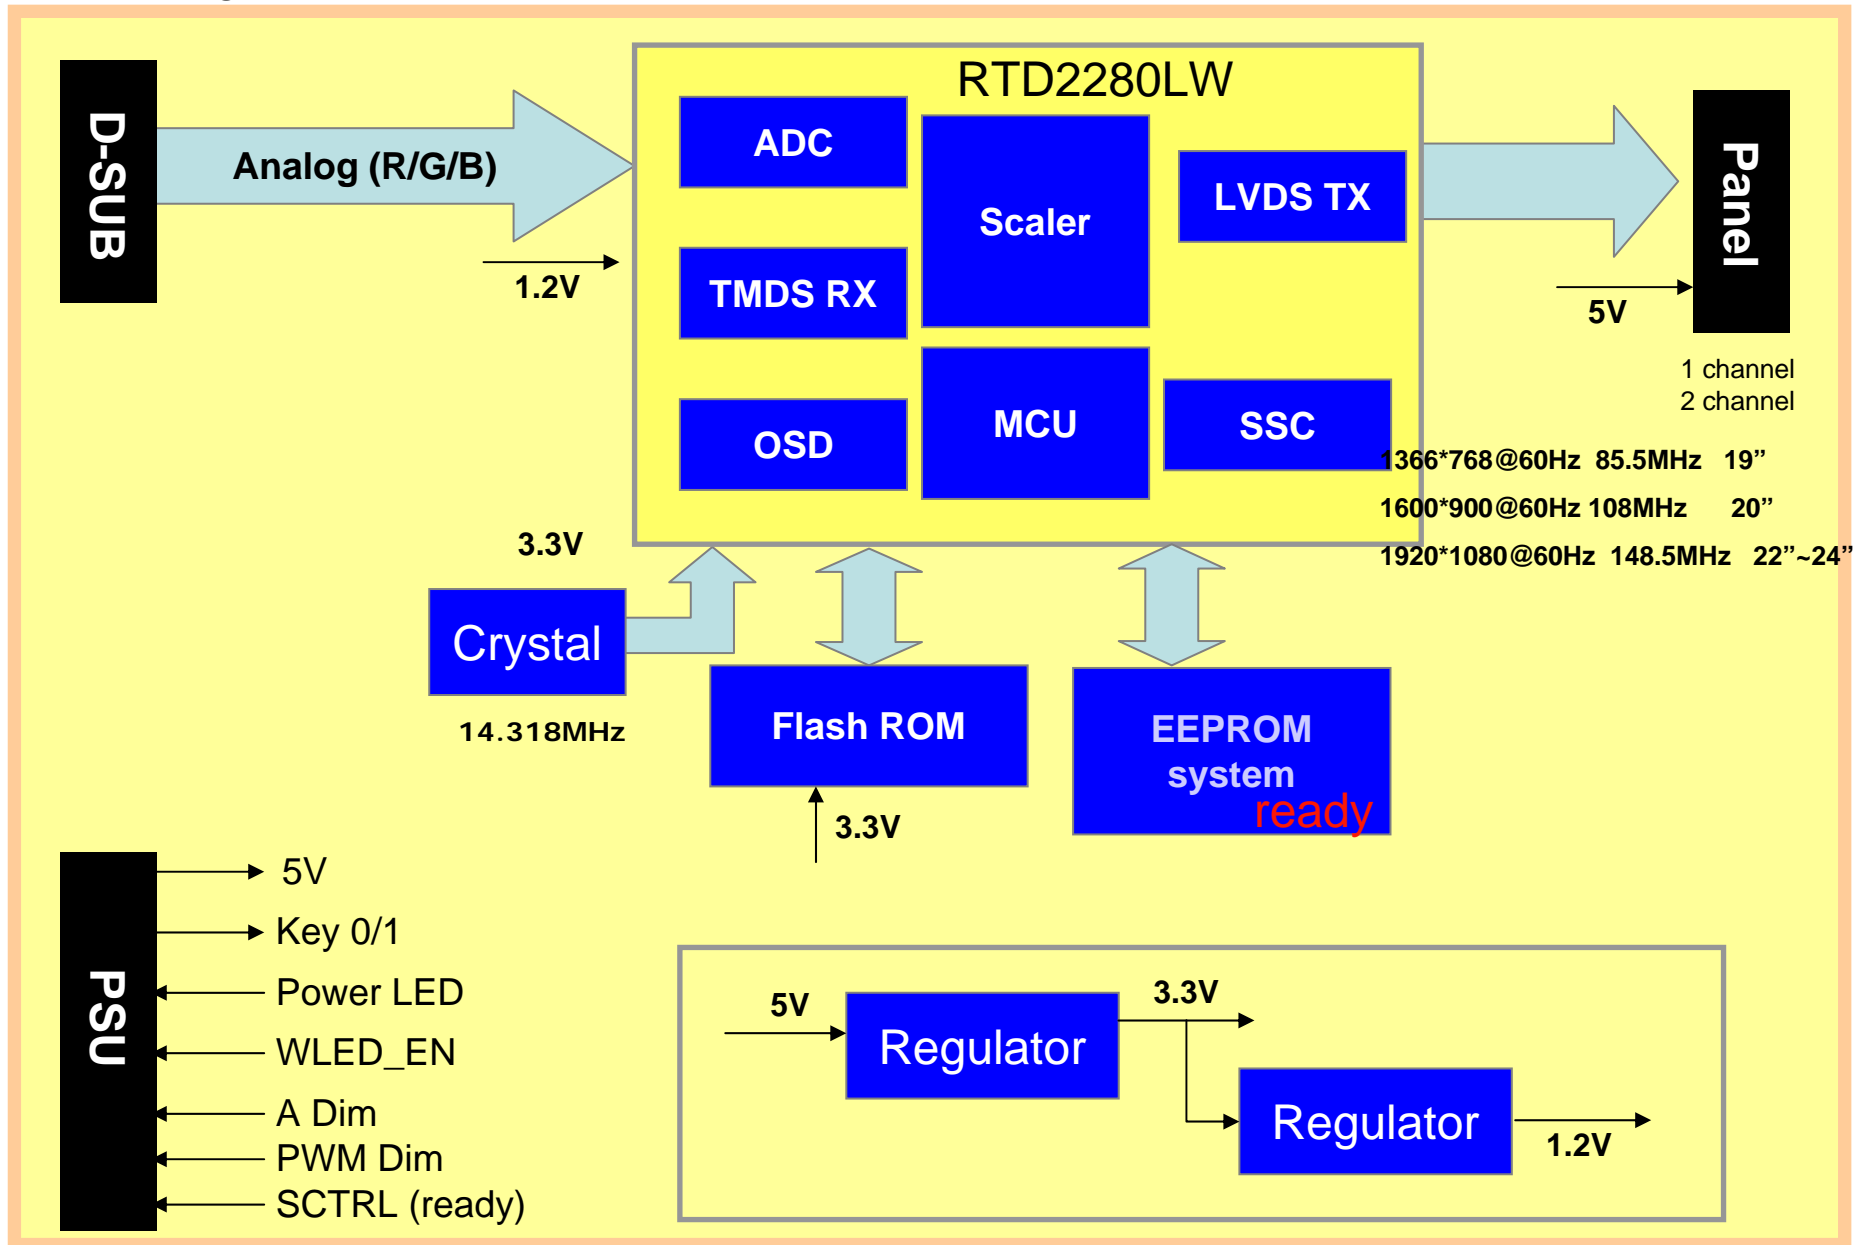 RTD2280LW
D-SUB
Analog (R/G/B)
1.2V
ADC
TMDS RX
OSD
Scaler
MCU
LVDS TX
SSC
Panel
5V
1 channel
2 channel
1366*768@60Hz 85.5MHz 19”
1600*900@60Hz 108MHz 20”
1920*1080@60Hz 148.5MHz 22”~24”
3.3V
Crystal
14.318MHz
Flash ROM
3.3V
EEPROM
system
ready
PSU
5V
Key 0/1
Power LED
WLED_EN
A Dim
PWM Dim
SCTRL (ready)
5V
Regulator
3.3V
Regulator
1.2V